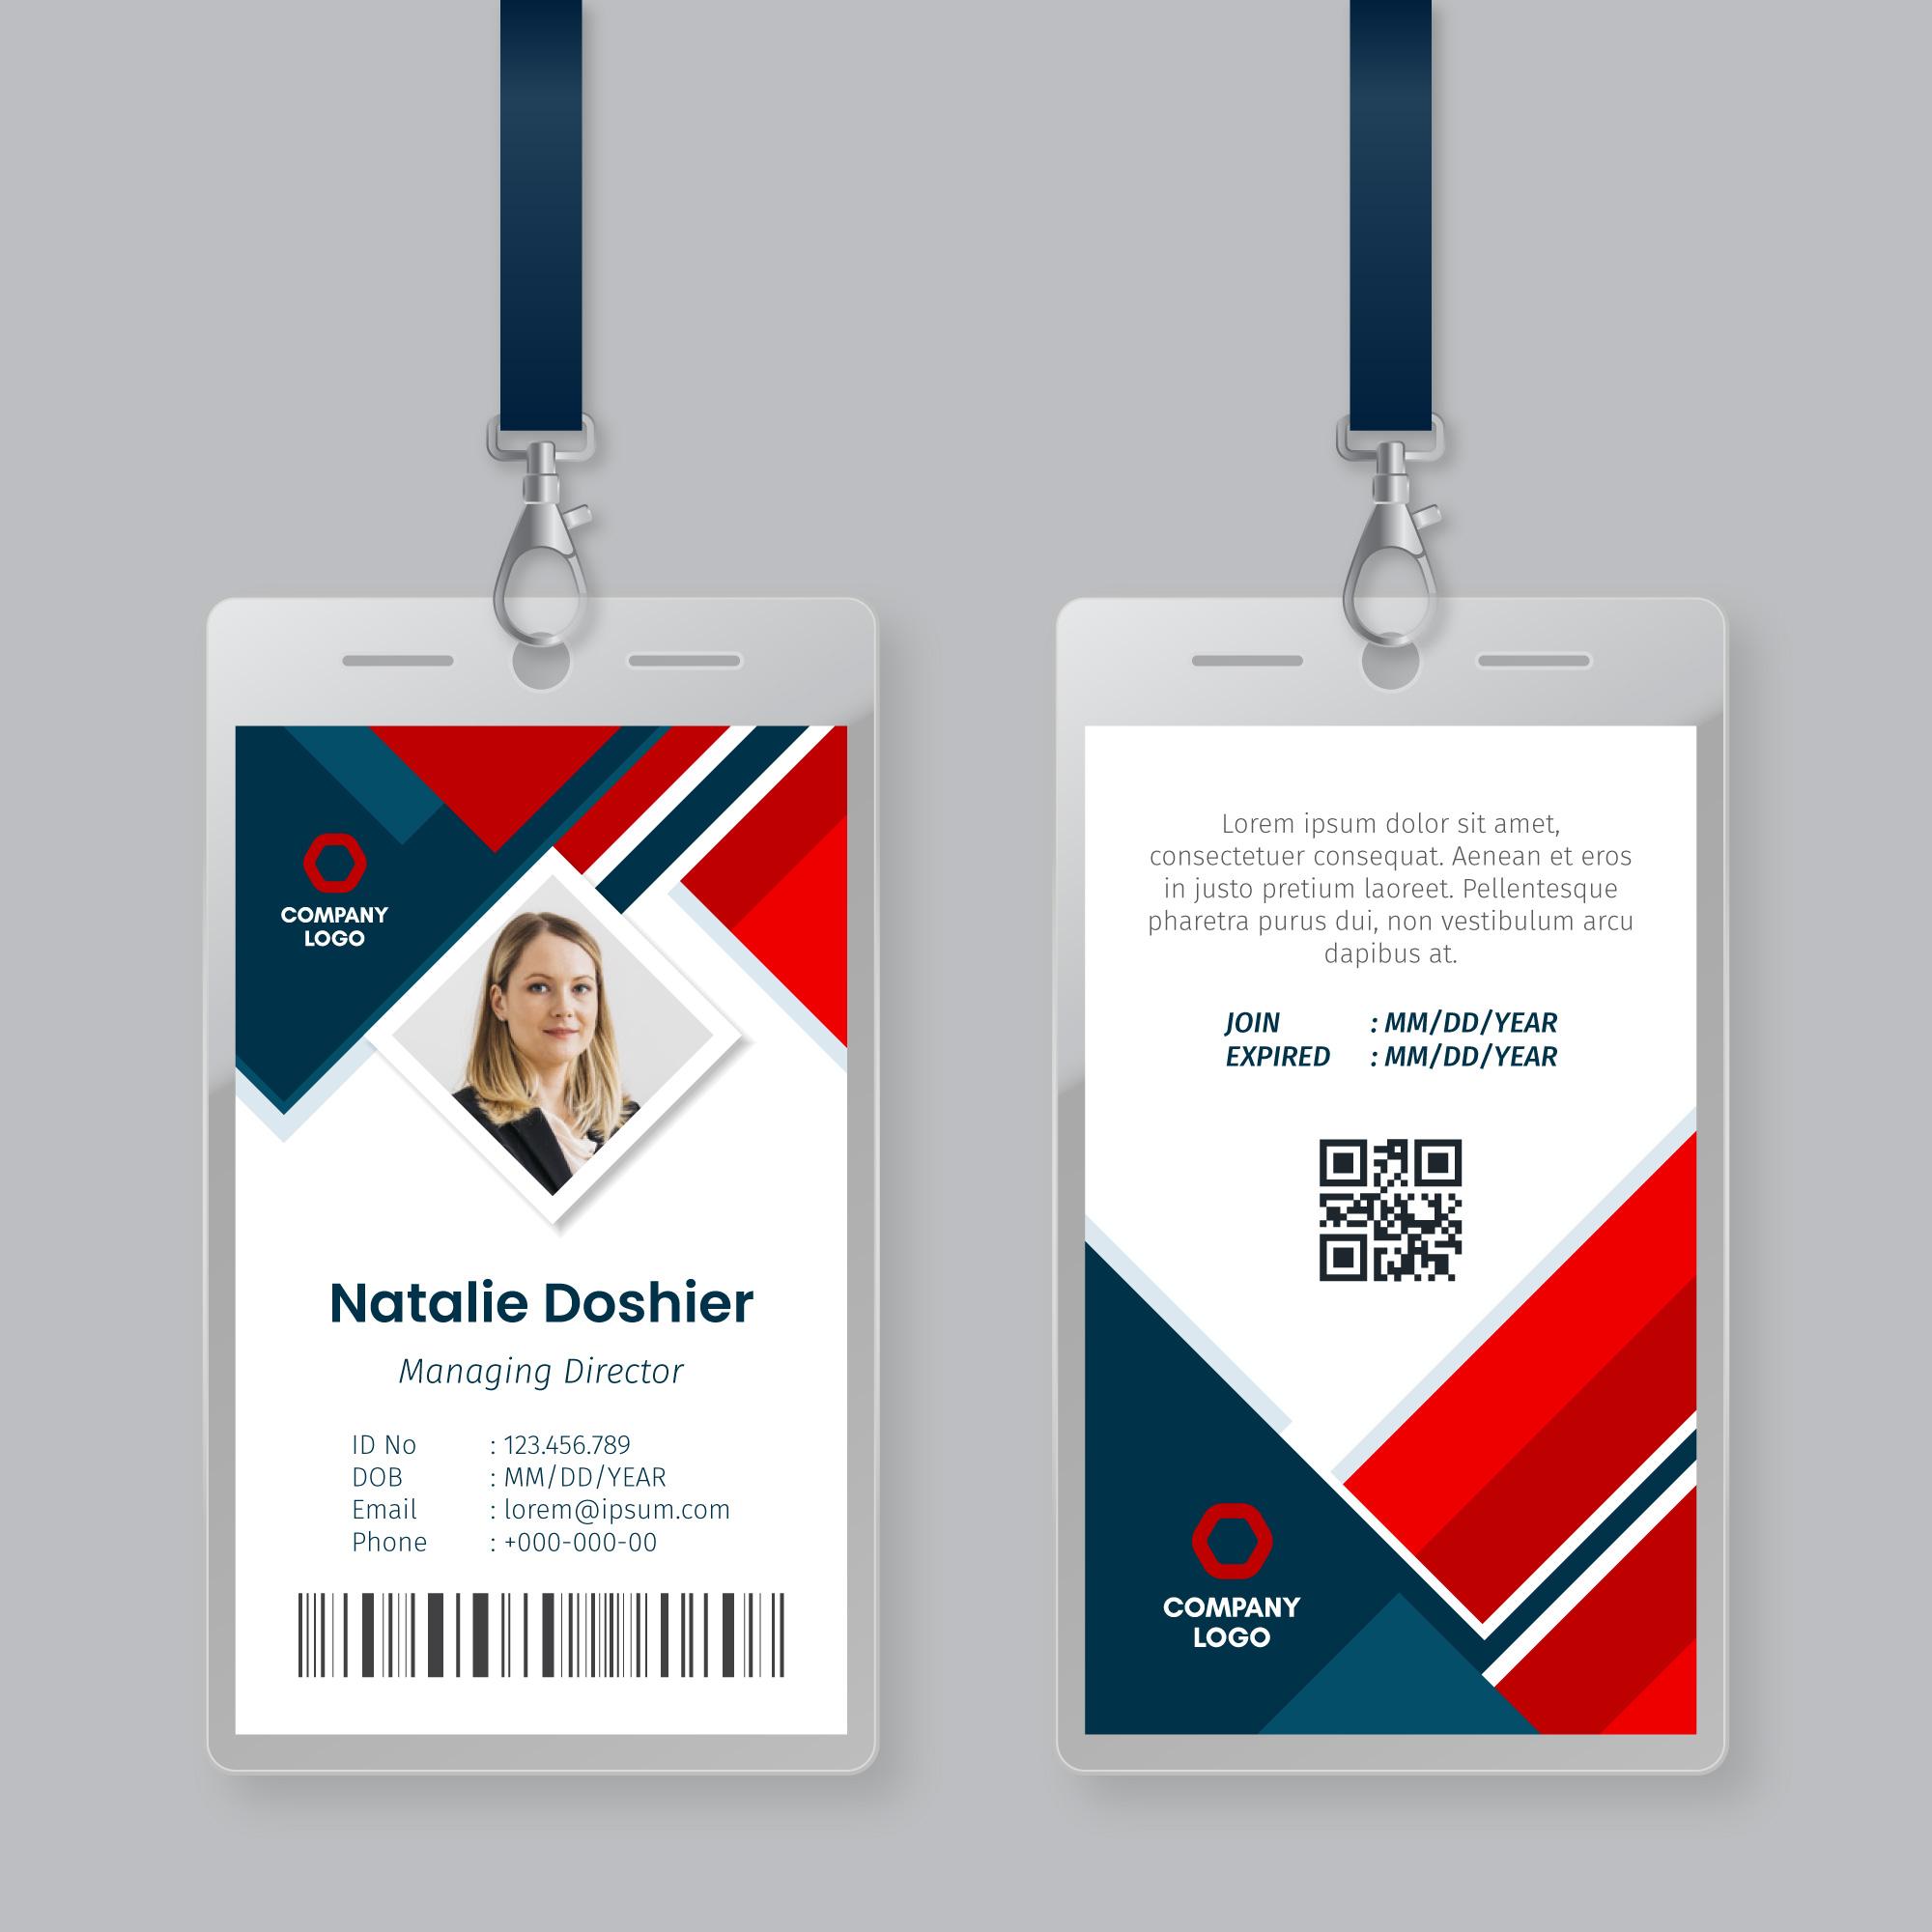 COMPANY
LOGO
Natalie Doshier
Managing Director
ID No : 123.456.789
DOB : MM/DD/YEAR
Email : lorem@ipsum.com
Phone : +000-000-00
Lorem ipsum dolor sit amet,
consectetuer consequat. Aenean et eros
in justo pretium laoreet. Pellentesque
pharetra purus dui, non vestibulum arcu
dapibus at.
JOIN : MM/DD/YEAR
EXPIRED : MM/DD/YEAR
COMPANY
LOGO